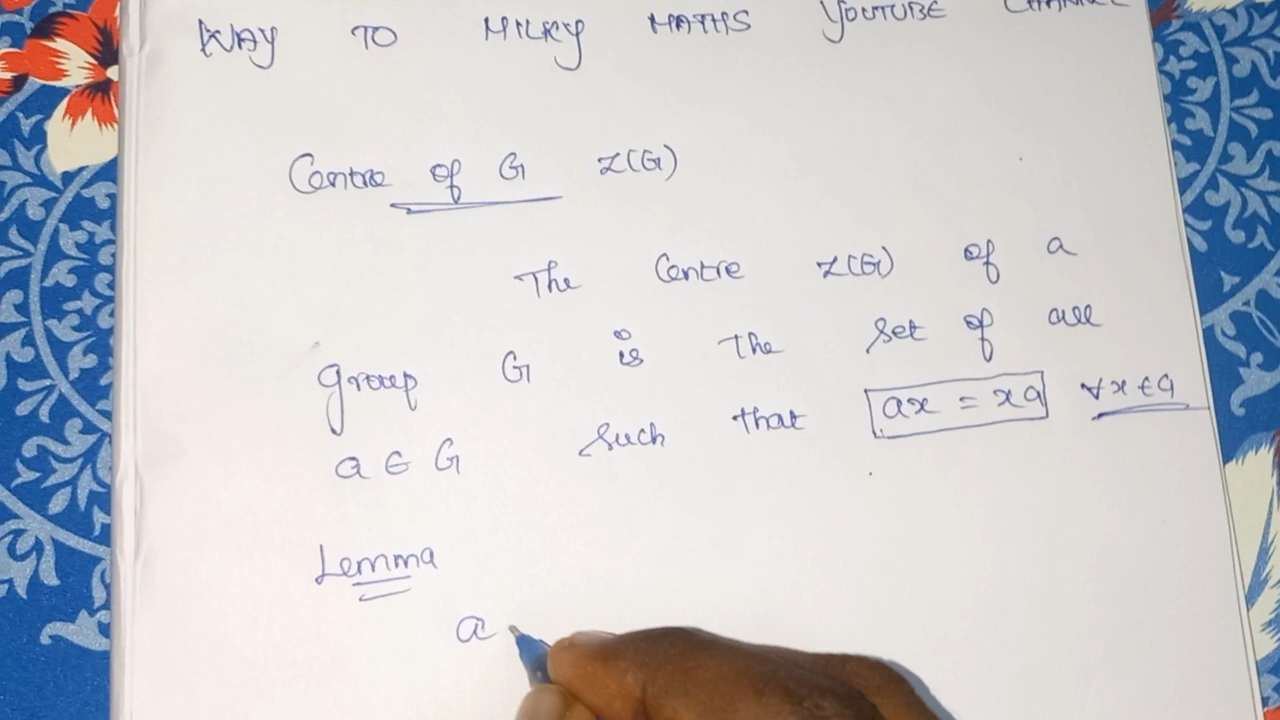 WAY TO MILKY MATHS YOUTUBE CHANNEL
Centre of G Z(G)
The Centre Z(G) of a
group G is the set of all
a ∈ G such that ax = xa ∀x∈G
Lemma
a